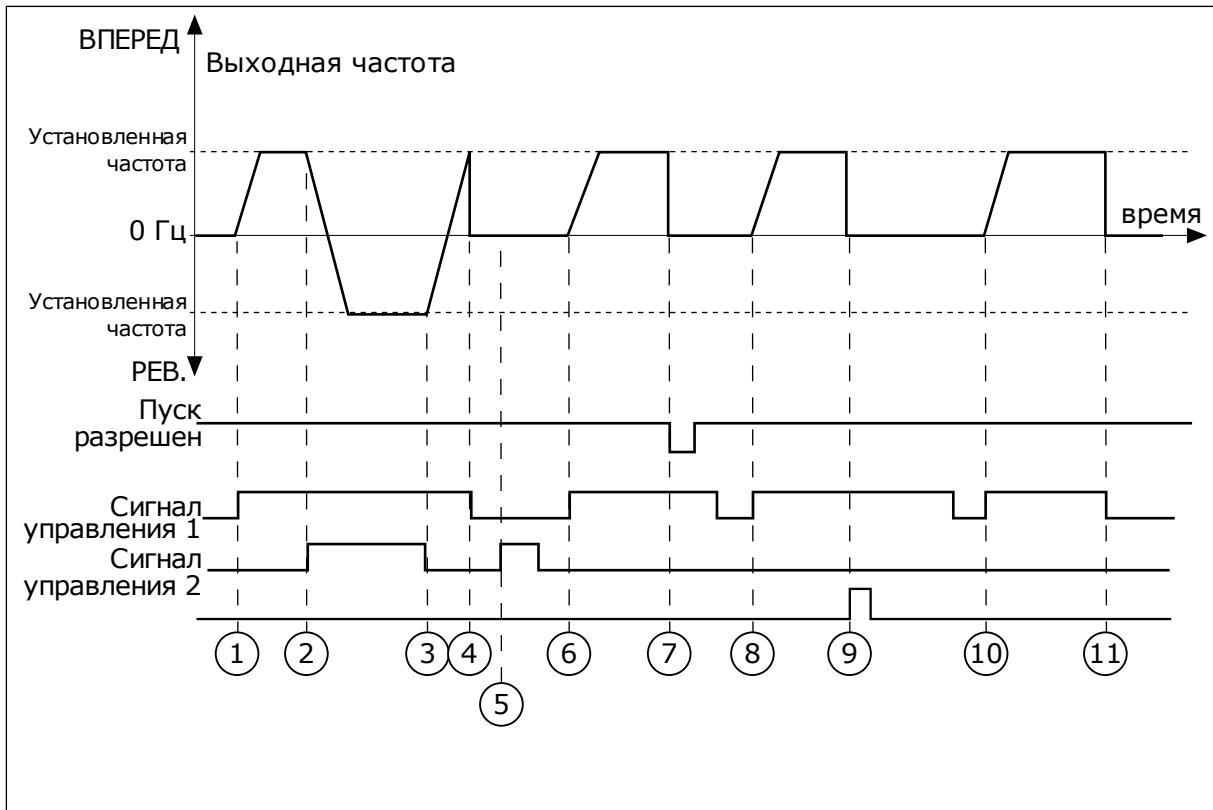 ВПЕРЕД
Выходная частота
Установленная
частота
0 Гц
время
Установленная
частота
РЕВ.
Пуск
разрешен
Сигнал
управления 1
Сигнал
управления 2
1
2
3
4
6
7
8
9
10
11
5